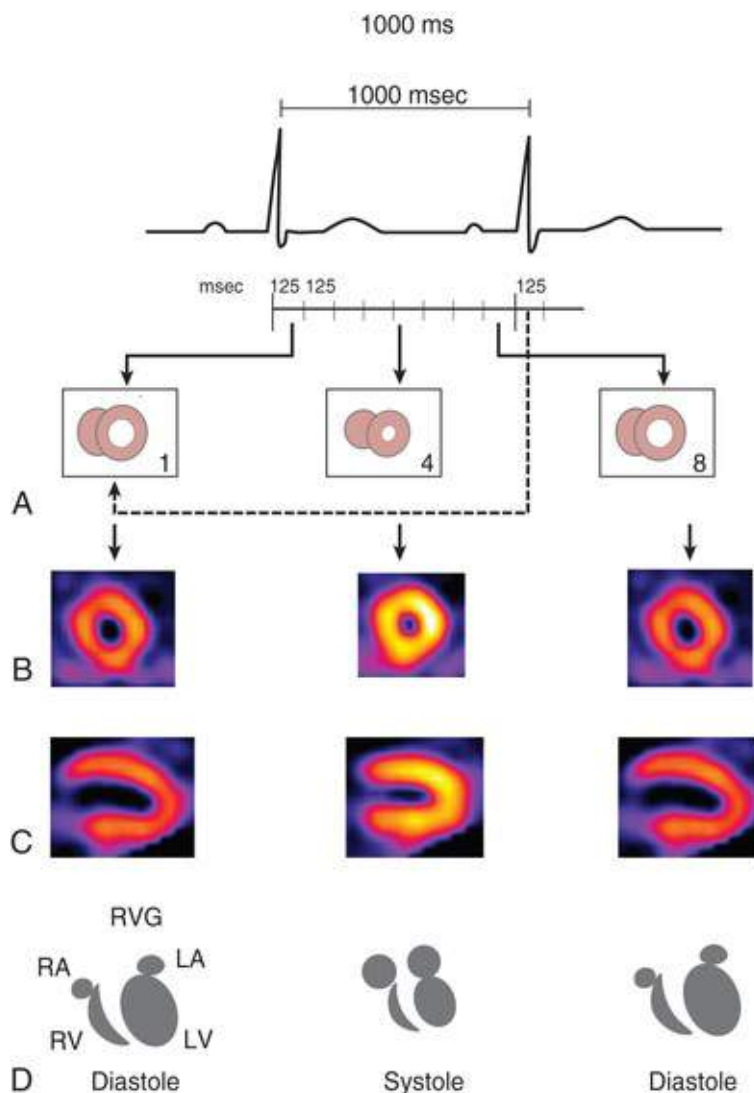 1000 ms
1000 msec
msec 125 125 125
1 4 8
A
B
C
RVG
RA LA
RV LV
D Diastole Systole Diastole